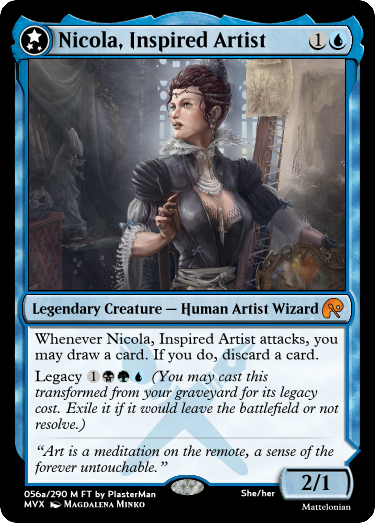 Nicola, Inspired Artist 1
Legendary Creature — Human Artist Wizard
Whenever Nicola, Inspired Artist attacks, you
may draw a card. If you do, discard a card.
Legacy 1 (You may cast this
transformed from your graveyard for its legacy
cost. Exile it if it would leave the battlefield or not
resolve.)
“Art is a meditation on the remote, a sense of the
forever untouchable.”
2/1
056a/290 M FT by PlasterMan
She/her
MVX Magdalena Minko
Mattelonian